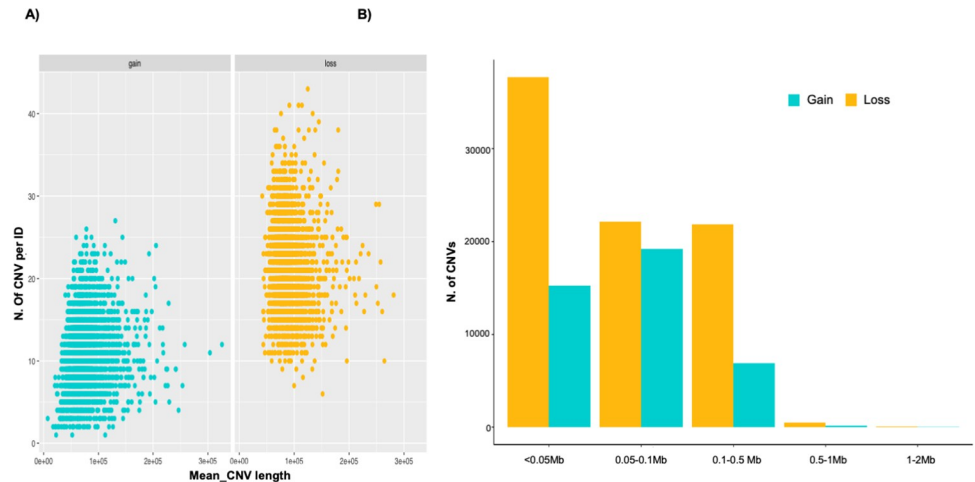 A)
B)
gain
loss
N. Of CNV per ID
40
30
20
10
0
0e+00 1e+05 2e+05 3e+05 0e+00 1e+05 2e+05 3e+05
Mean_CNV length
Gain Loss
N. of CNVs
30000
20000
10000
0
<0.05Mb 0.05-0.1Mb 0.1-0.5 Mb 0.5-1Mb 1-2Mb